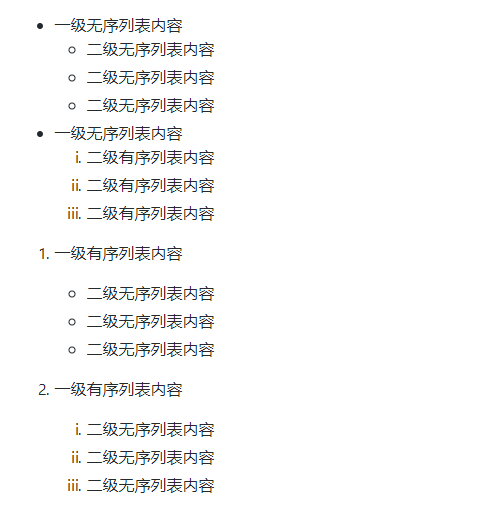 • 一级无序列表内容
○ 二级无序列表内容
○ 二级无序列表内容
○ 二级无序列表内容
• 一级无序列表内容
i. 二级有序列表内容
ii. 二级有序列表内容
iii. 二级有序列表内容
1. 一级有序列表内容
○ 二级无序列表内容
○ 二级无序列表内容
○ 二级无序列表内容
2. 一级有序列表内容
i. 二级无序列表内容
ii. 二级无序列表内容
iii. 二级无序列表内容